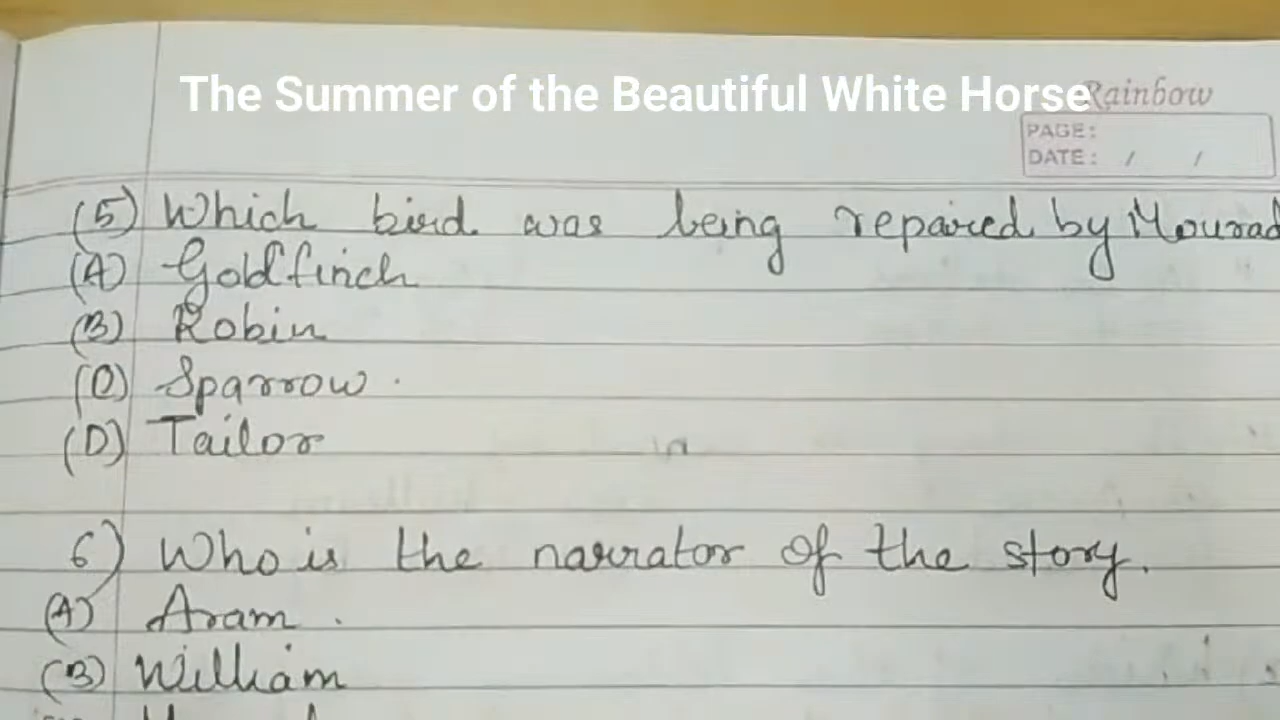 The Summer of the Beautiful White Horse
Rainbow
PAGE:
DATE: / /
(5) Which bird was being repaired by Mourad
(A) Goldfinch
(B) Robin
(C) Sparrow.
(D) Tailor
6) Who is the narrator of the story.
(A) Aram.
(B) William